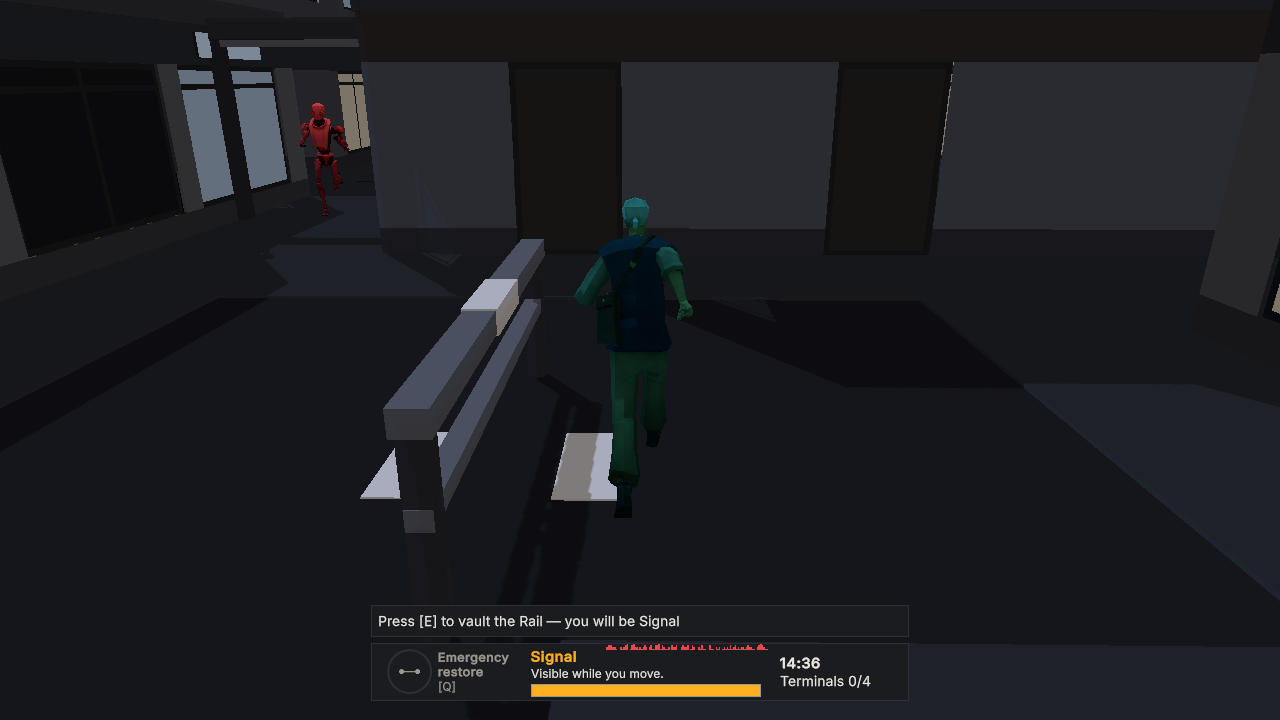 Press [E] to vault the Rail — you will be Signal
Emergency
restore
[Q]
Signal
Visible while you move.
14:36
Terminals 0/4